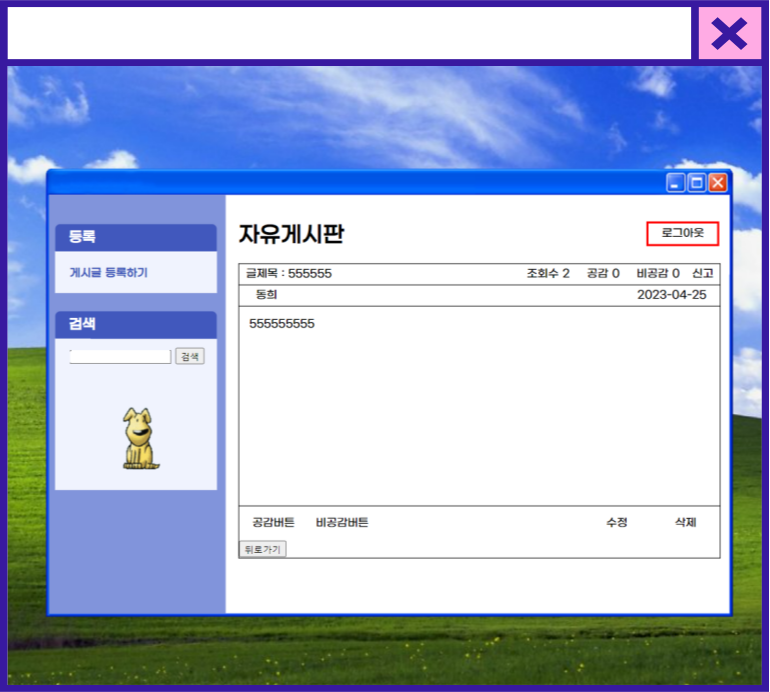 등록
게시글 등록하기
검색
검색
자유게시판
로그아웃
글제목 : 555555 조회수 2 공감 0 비공감 0 신고
동희 2023-04-25
555555555
공감버튼 비공감버튼 수정 삭제
뒤로가기